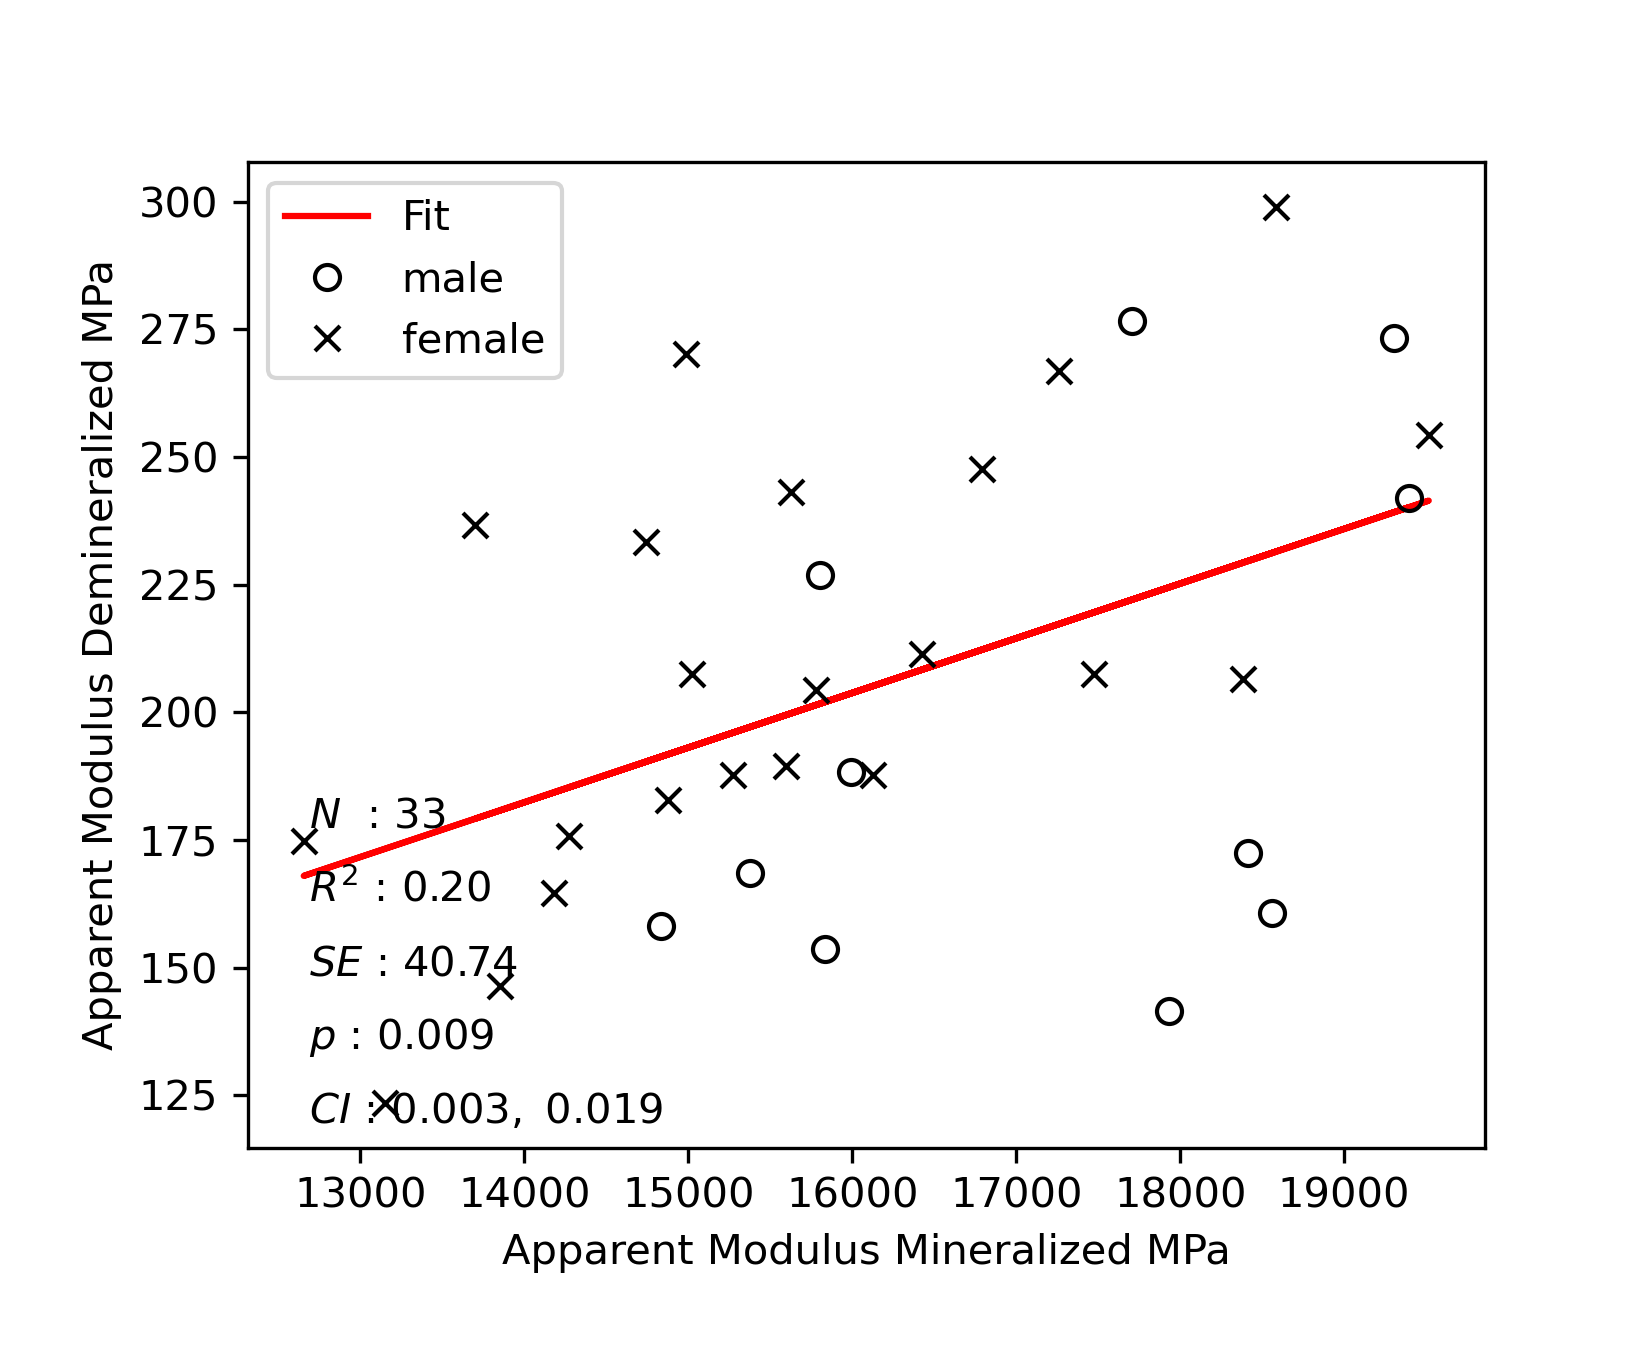 Fit
male
female
300
275
250
225
200
175
150
125
Apparent Modulus Demineralized MPa
N : 33
R² : 0.20
SE : 40.74
p : 0.009
CI : 0.003, 0.019
13000 14000 15000 16000 17000 18000 19000
Apparent Modulus Mineralized MPa